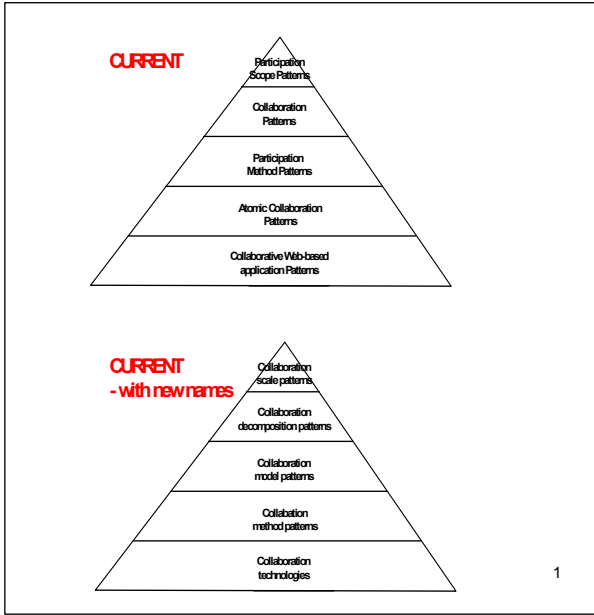 CURRENT
Participation
Scope Patterns
Collaboration
Patterns
Participation
Method Patterns
Atomic Collaboration
Patterns
Collaborative Web-based
application Patterns
CURRENT
- with new names
Collaboration
scale patterns
Collaboration
decomposition patterns
Collaboration
model patterns
Collabation
method patterns
Collaboration
technologies
1